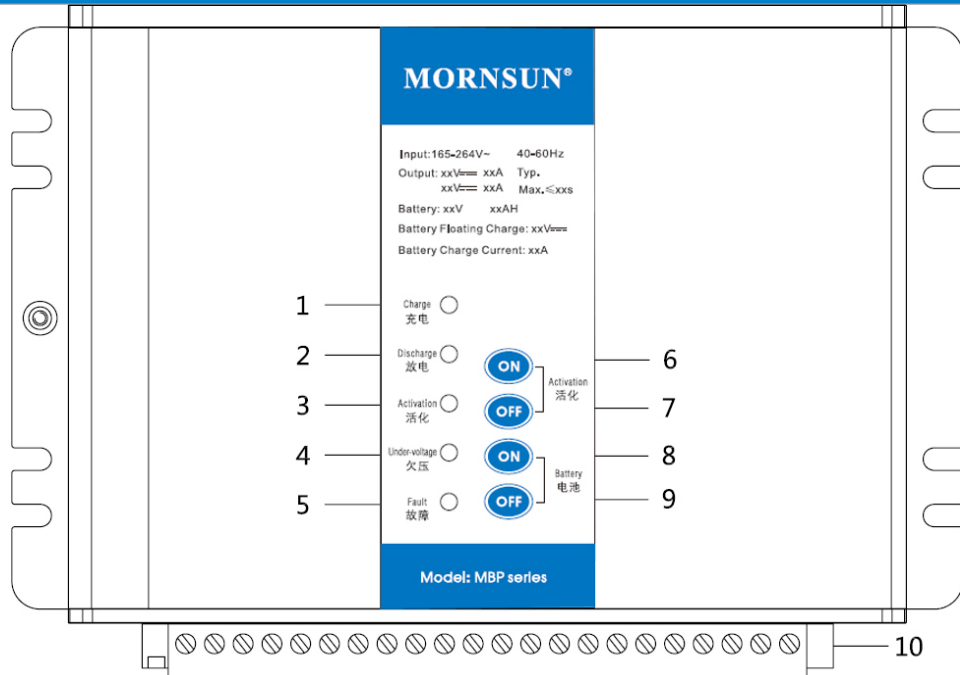 MORNSUN®
Input:165-264V~ 40-60Hz
Output: xxV⎓ xxA Typ.
xxV⎓ xxA Max.≤xxs
Battery: xxV xxAH
Battery Floating Charge: xxV⎓
Battery Charge Current: xxA
1
Charge
充电
2
Discharge
放电
ON
6
Activation
活化
3
Activation
活化
OFF
7
4
Under-voltage
欠压
ON
8
Battery
电池
5
Fault
故障
OFF
9
Model: MBP series
10